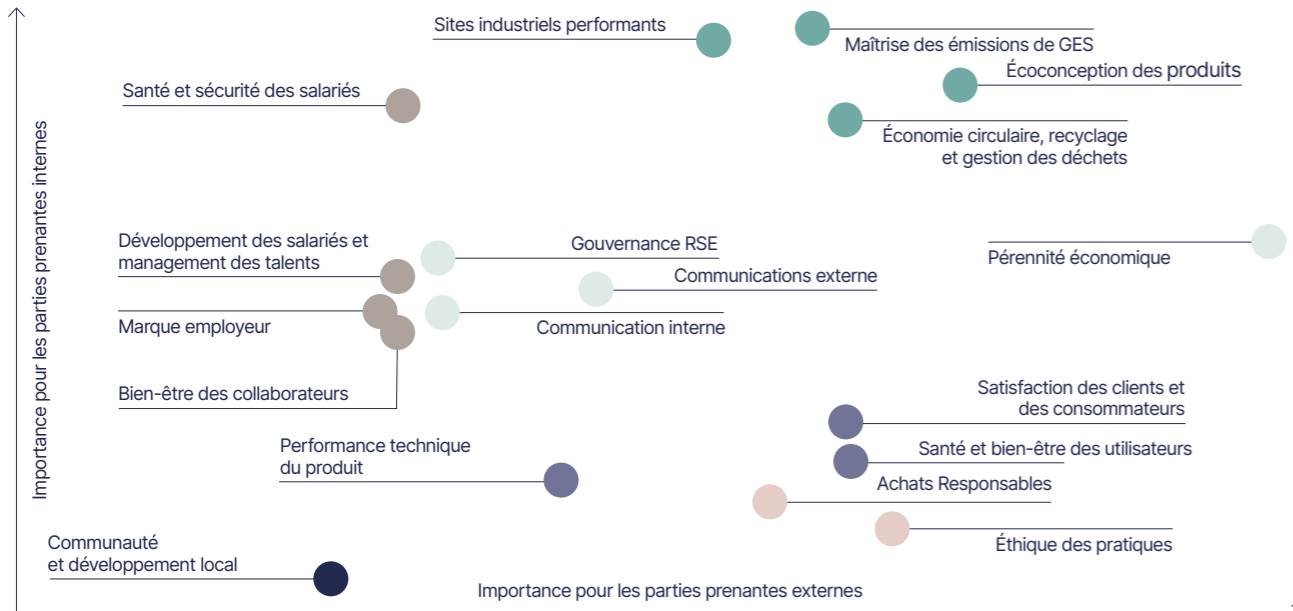 Sites industriels performants
Maîtrise des émissions de GES
Écoconception des produits
Santé et sécurité des salariés
Économie circulaire, recyclage
et gestion des déchets
Importance pour les parties prenantes internes
Développement des salariés et
management des talents
Gouvernance RSE
Pérennité économique
Communications externe
Marque employeur
Communication interne
Bien-être des collaborateurs
Satisfaction des clients et
des consommateurs
Performance technique
du produit
Santé et bien-être des utilisateurs
Achats Responsables
Communauté
et développement local
Éthique des pratiques
Importance pour les parties prenantes externes